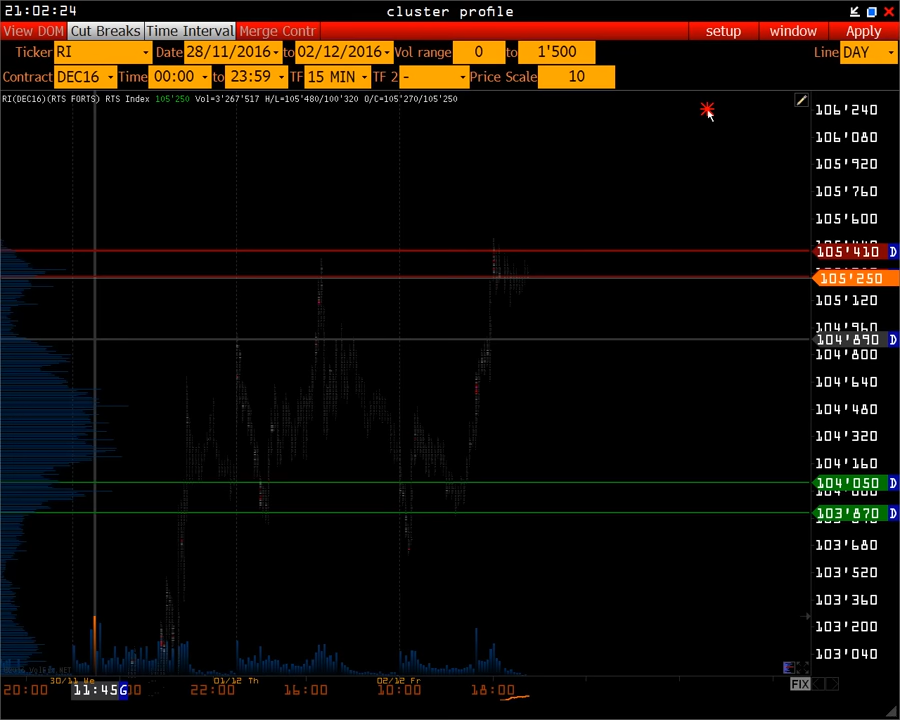 21:02:24 cluster profile
View DOM Cut Breaks Time Interval Merge Contr setup window Apply
Ticker RI Date 28/11/2016 to 02/12/2016 Vol range 0 to 1'500 Line DAY
Contract DEC16 Time 00:00 to 23:59 TF 15 MIN TF 2 - Price Scale 10
RI(DEC16)(RTS FORTS) RTS Index 105'250 Vol=3'267'517 H/L=105'480/100'320 O/C=105'270/105'250
106'240
106'080
105'920
105'760
105'600
105'410 D
105'250
105'120
104'960
104'890 D
104'800
104'640
104'480
104'320
104'160
104'050 D
103'870 D
103'680
103'520
103'360
103'200
103'040
30/11 We 01/12 Th 02/12 Fr FIX
20:00 11:45 G 22:00 16:00 10:00 18:00